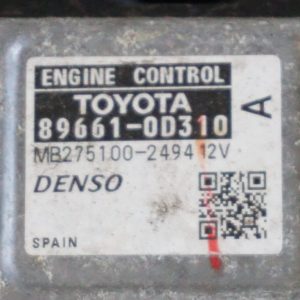 ENGINE CONTROL
TOYOTA
89661-0D310 A
MB275100-2494 12V
DENSO
SPAIN